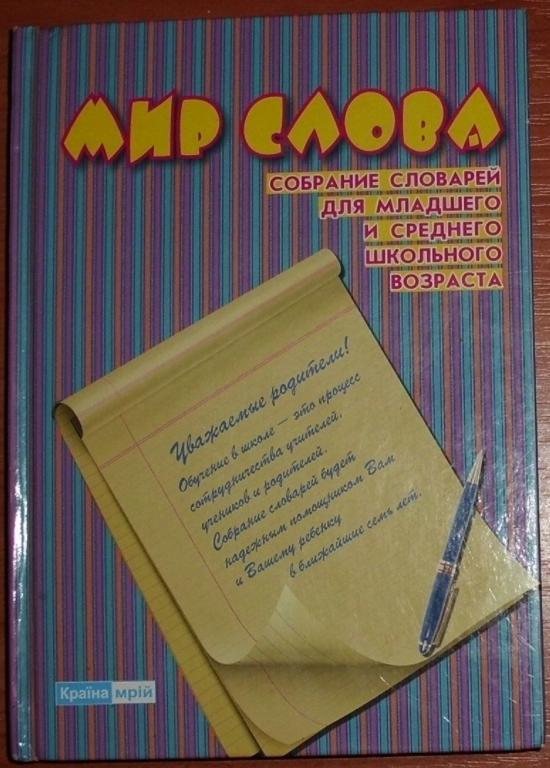 МИР СЛОВА
СОБРАНИЕ СЛОВАРЕЙ
ДЛЯ МЛАДШЕГО
И СРЕДНЕГО
ШКОЛЬНОГО
ВОЗРАСТА
Уважаемые родители!
Обучение в школе — это процесс
сотрудничества учителей,
учеников и родителей.
Собрание словарей будет
надежным помощником Вам
и Вашему ребенку
в ближайшие семь лет.
Країна мрій